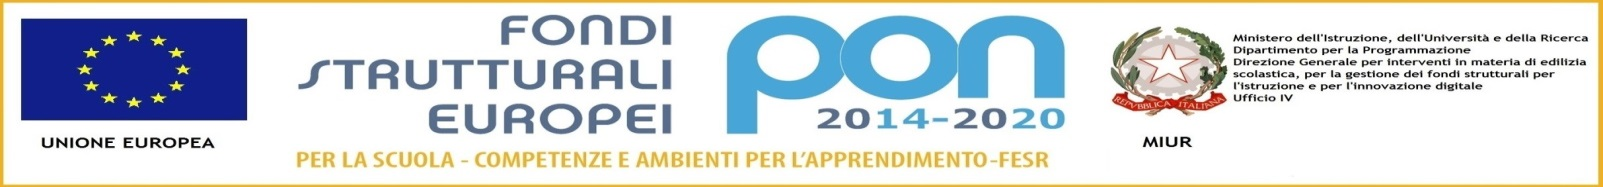 UNIONE EUROPEA
FONDI
STRUTTURALI
EUROPEI
pon
2014-2020
PER LA SCUOLA - COMPETENZE E AMBIENTI PER L'APPRENDIMENTO-FESR
REPVBBLICA ITALIANA
MIUR
Ministero dell'Istruzione, dell'Università e della Ricerca
Dipartimento per la Programmazione
Direzione Generale per interventi in materia di edilizia
scolastica, per la gestione dei fondi strutturali per
l'istruzione e per l'innovazione digitale
Ufficio IV